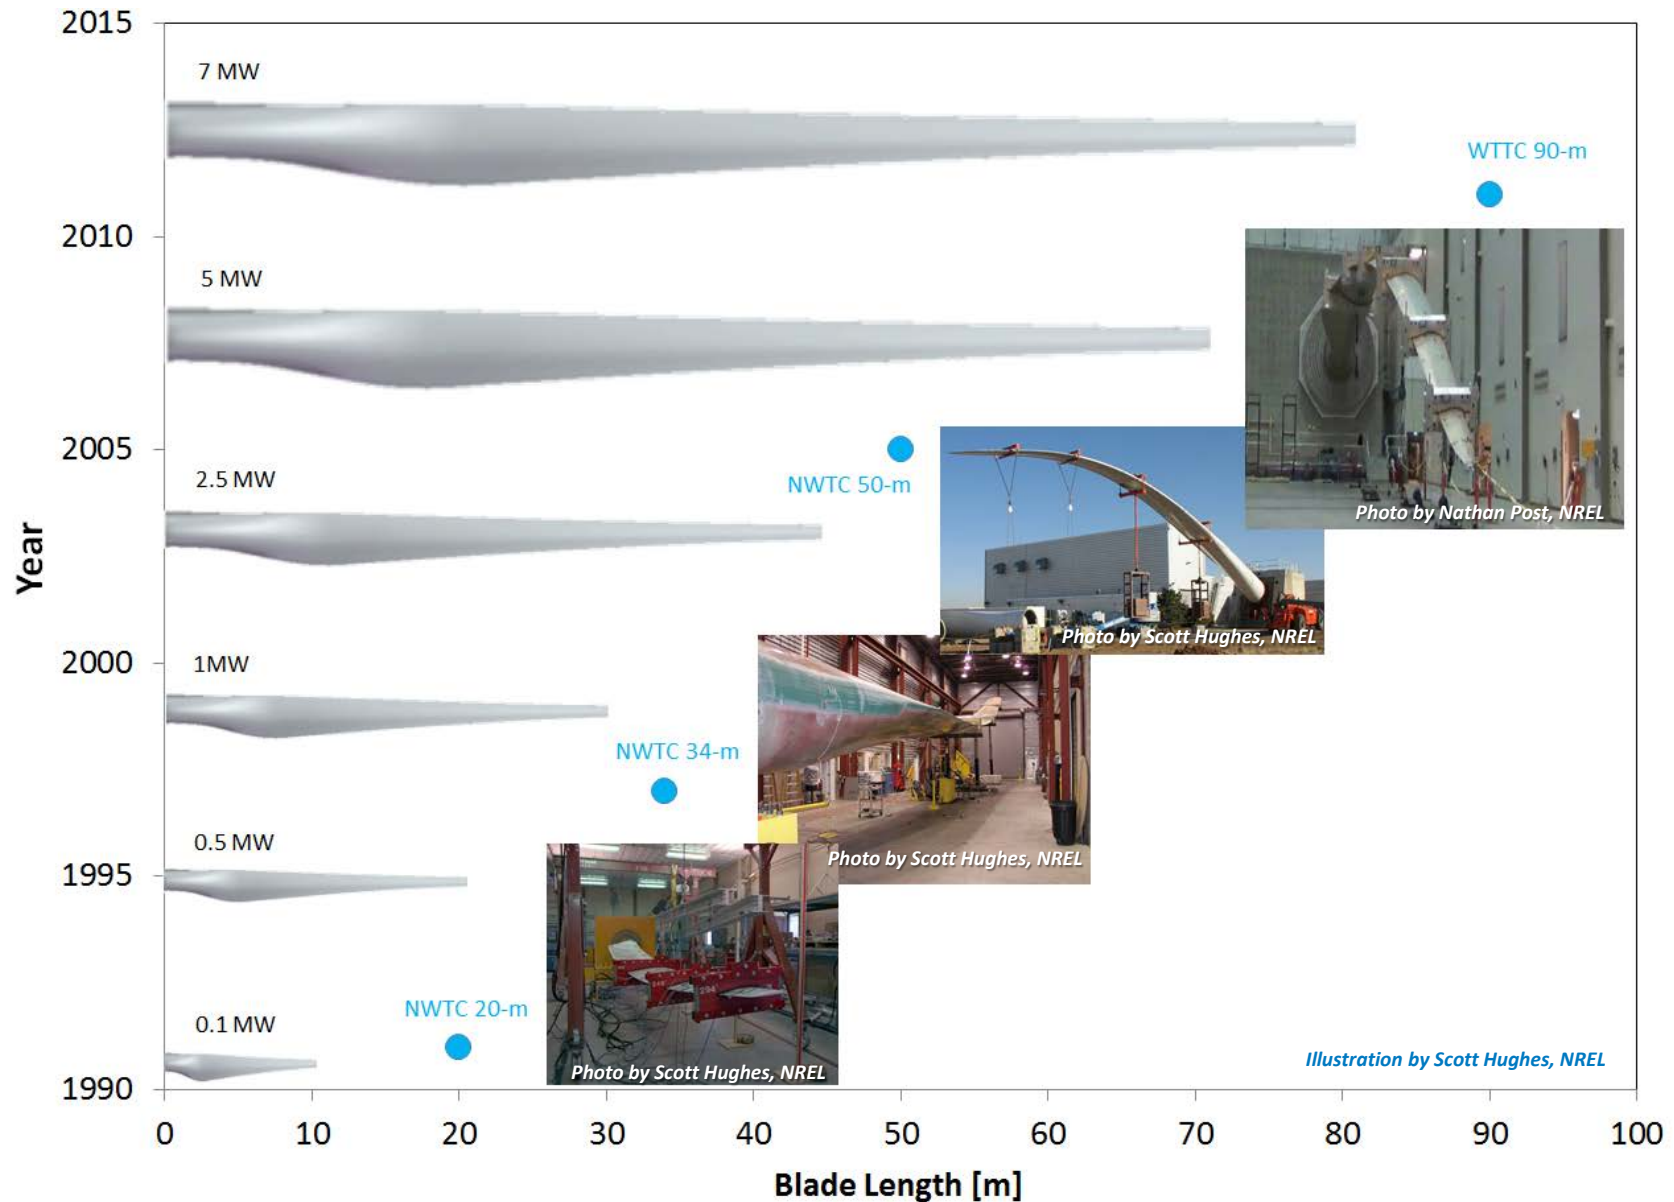 2015
7 MW
WTTC 90-m
2010
5 MW
Photo by Nathan Post, NREL
2005
NWTC 50-m
2.5 MW
Photo by Scott Hughes, NREL
Year
2000
1MW
NWTC 34-m
Photo by Scott Hughes, NREL
0.5 MW
1995
NWTC 20-m
0.1 MW
Photo by Scott Hughes, NREL
Illustration by Scott Hughes, NREL
1990
0 10 20 30 40 50 60 70 80 90 100
Blade Length [m]